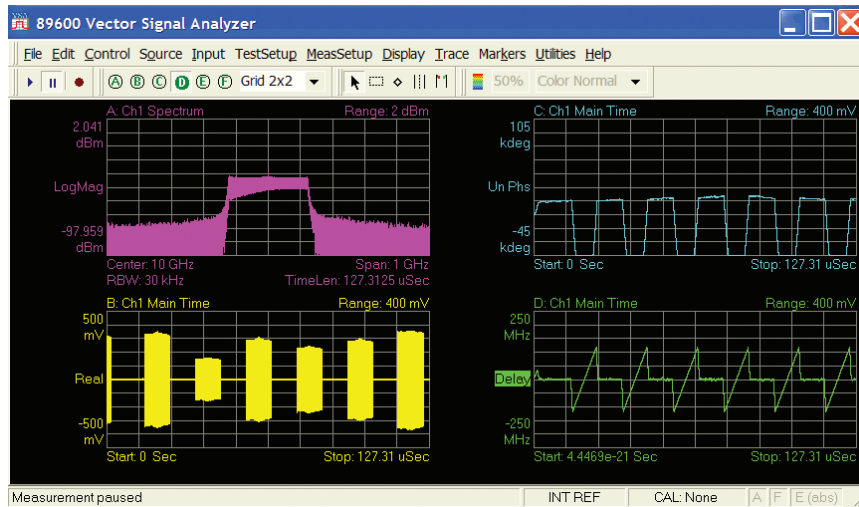 89600 Vector Signal Analyzer
File Edit Control Source Input TestSetup MeasSetup Display Trace Markers Utilities Help
A B C D E F Grid 2x2 50% Color Normal
A: Ch1 Spectrum Range: 2 dBm
2.041
dBm
LogMag
-97.959
dBm
Center: 10 GHz Span: 1 GHz
RBW: 30 kHz TimeLen: 127.3125 uSec
C: Ch1 Main Time Range: 400 mV
105
kdeg
Un Phs
-45
kdeg
Start: 0 Sec Stop: 127.31 uSec
B: Ch1 Main Time Range: 400 mV
500
mV
Real
-500
mV
Start: 0 Sec Stop: 127.31 uSec
D: Ch1 Main Time Range: 400 mV
250
MHz
Delay
-250
MHz
Start: 4.4469e-21 Sec Stop: 127.31 uSec
Measurement paused INT REF CAL: None A F E (abs)